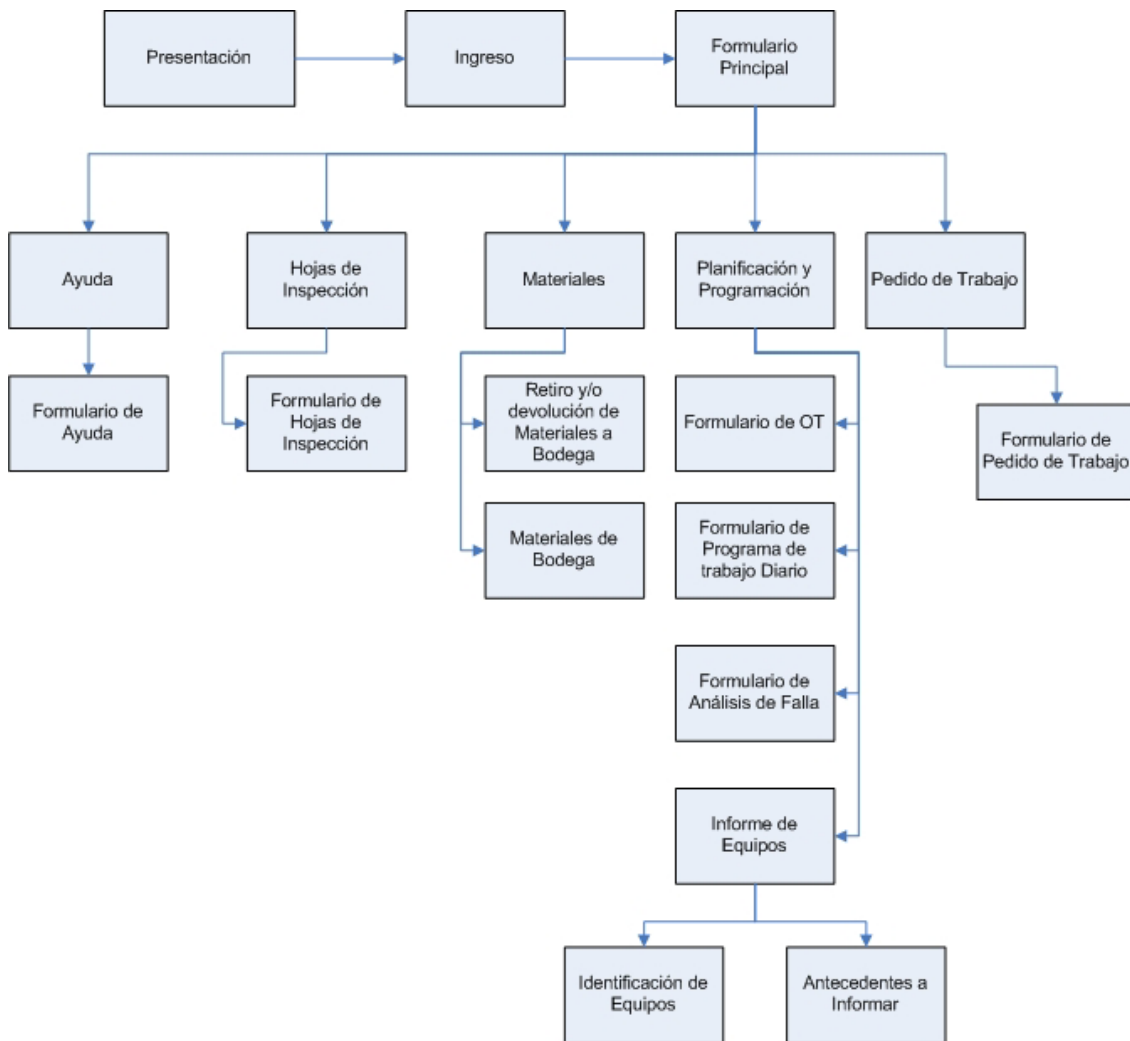 Presentación
Ingreso
Formulario
Principal
Ayuda
Hojas de
Inspección
Materiales
Planificación y
Programación
Pedido de Trabajo
Formulario de
Ayuda
Formulario de
Hojas de
Inspección
Retiro y/o
devolución de
Materiales a
Bodega
Formulario de OT
Formulario de
Pedido de Trabajo
Materiales de
Bodega
Formulario de
Programa de
trabajo Diario
Formulario de
Análisis de Falla
Informe de
Equipos
Identificación de
Equipos
Antecedentes a
Informar